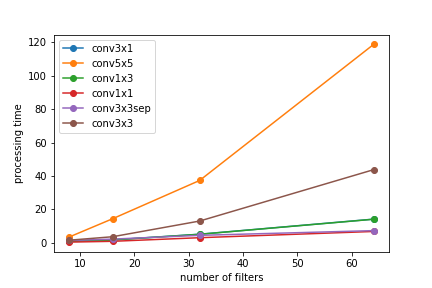 conv3x1
conv5x5
conv1x3
conv1x1
conv3x3sep
conv3x3
120
100
80
60
40
20
0
processing time
10 20 30 40 50 60
number of filters